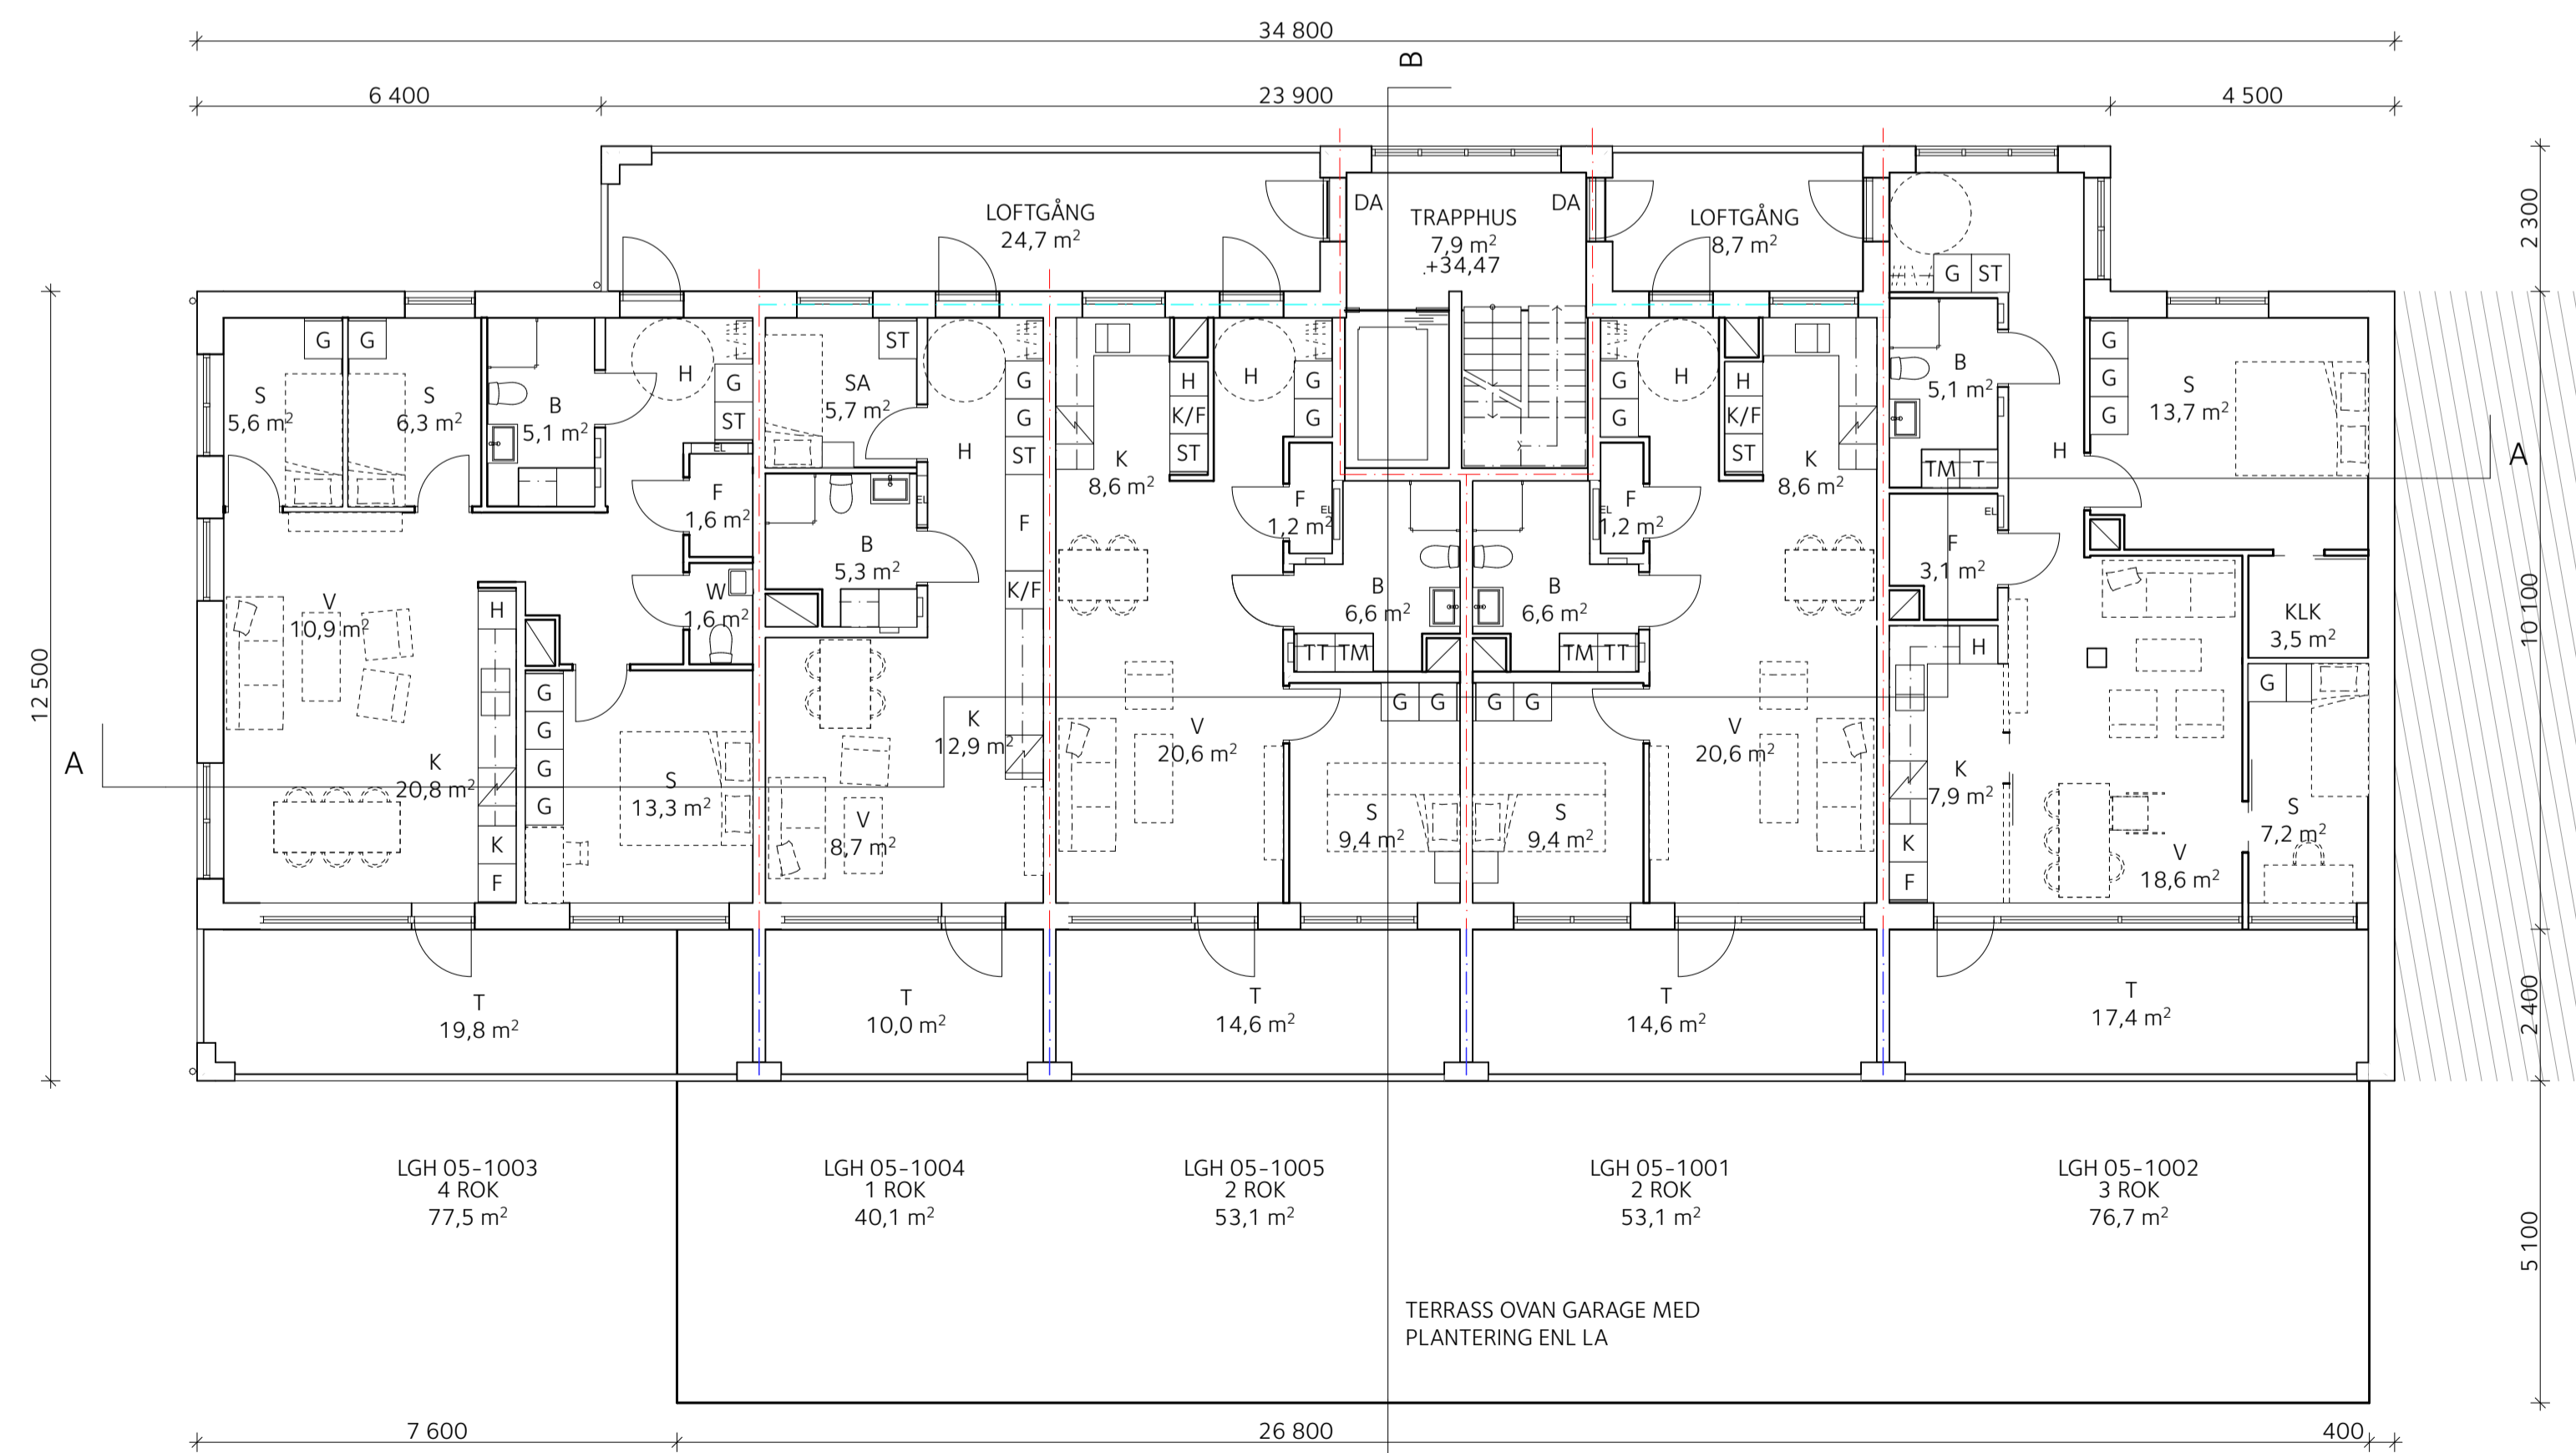 34 800
B
6 400
23 900
4 500
LOFTGÅNG
24,7 m²
DA
TRAPPHUS
7,9 m²
+34,47
DA
LOFTGÅNG
8,7 m²
2 300
G
ST
G
G
S
5,6 m²
S
6,3 m²
B
5,1 m²
H
G
ST
EL
F
1,6 m²
W
1,6 m²
V
10,9 m²
H
K
20,8 m²
K
F
G
G
G
G
S
13,3 m²
ST
SA
5,7 m²
G
G
ST
H
EL
F
K/F
B
5,3 m²
K
12,9 m²
V
8,7 m²
H
K/F
ST
K
8,6 m²
H
G
G
F
1,2 m²
EL
B
6,6 m²
TT
TM
G
G
V
20,6 m²
S
9,4 m²
G
G
H
H
K/F
ST
K
8,6 m²
F
1,2 m²
EL
B
6,6 m²
TM
TT
G
G
V
20,6 m²
S
9,4 m²
B
5,1 m²
TM
T
H
G
G
G
S
13,7 m²
A
EL
F
3,1 m²
H
KLK
3,5 m²
G
K
7,9 m²
K
F
V
18,6 m²
S
7,2 m²
12 500
A
10 100
T
19,8 m²
T
10,0 m²
T
14,6 m²
T
14,6 m²
T
17,4 m²
2 400
LGH 05-1003
4 ROK
77,5 m²
LGH 05-1004
1 ROK
40,1 m²
LGH 05-1005
2 ROK
53,1 m²
LGH 05-1001
2 ROK
53,1 m²
LGH 05-1002
3 ROK
76,7 m²
5 100
TERRASS OVAN GARAGE MED
PLANTERING ENL LA
7 600
26 800
400